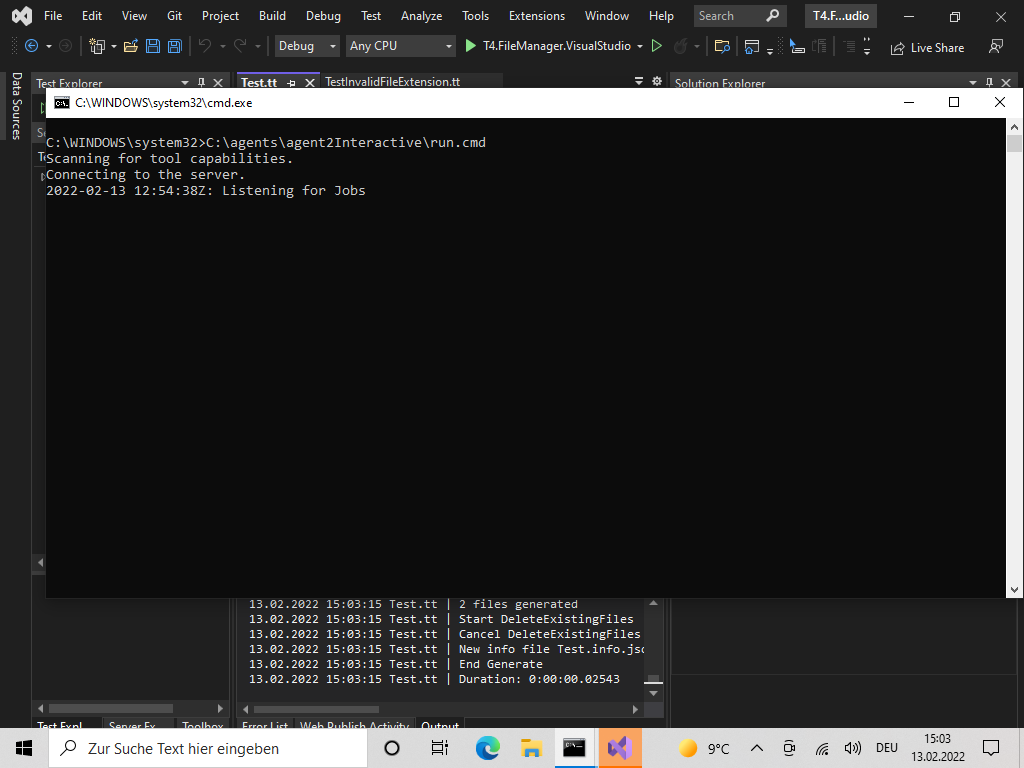 File Edit View Git Project Build Debug Test Analyze Tools Extensions Window Help Search T4.F...udio
Debug Any CPU T4.FileManager.VisualStudio Live Share
Data Sources
Test Explorer
Test.tt TestInvalidFileExtension.tt
Solution Explorer
C:\WINDOWS\system32\cmd.exe
C:\WINDOWS\system32>C:\agents\agent2Interactive\run.cmd
Scanning for tool capabilities.
Connecting to the server.
2022-02-13 12:54:38Z: Listening for Jobs
13.02.2022 15:03:15 Test.tt | 2 files generated
13.02.2022 15:03:15 Test.tt | Start DeleteExistingFiles
13.02.2022 15:03:15 Test.tt | Cancel DeleteExistingFiles
13.02.2022 15:03:15 Test.tt | New info file Test.info.jso
13.02.2022 15:03:15 Test.tt | End Generate
13.02.2022 15:03:15 Test.tt | Duration: 0:00:00.02543
Test Expl... Server Ex... Toolbox
Error List Web Publish Activity Output
Zur Suche Text hier eingeben
9°C DEU
15:03
13.02.2022